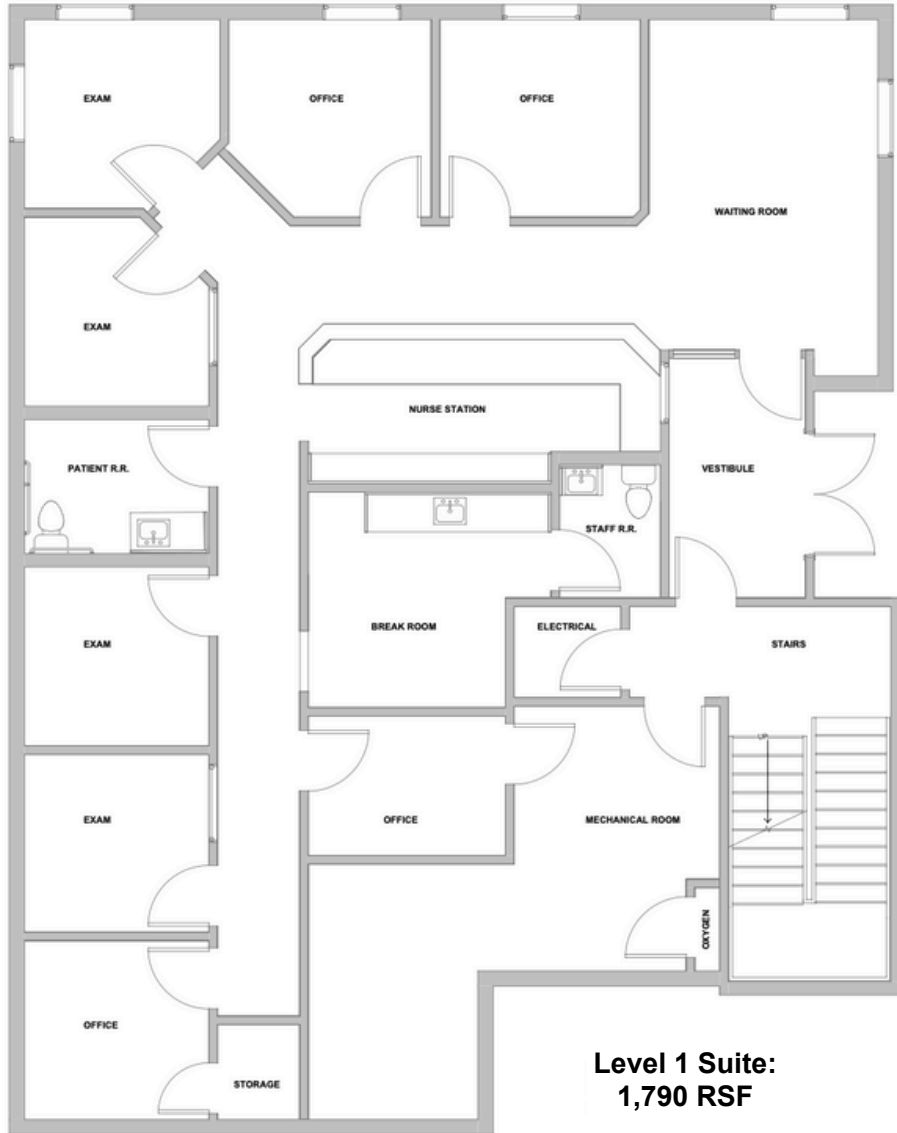 EXAM
OFFICE
OFFICE
WAITING ROOM
EXAM
NURSE STATION
PATIENT R.R.
VESTIBULE
STAFF R.R.
BREAK ROOM
ELECTRICAL
EXAM
STAIRS
UP
EXAM
OFFICE
MECHANICAL ROOM
OXYGEN
OFFICE
STORAGE
Level 1 Suite:
1,790 RSF